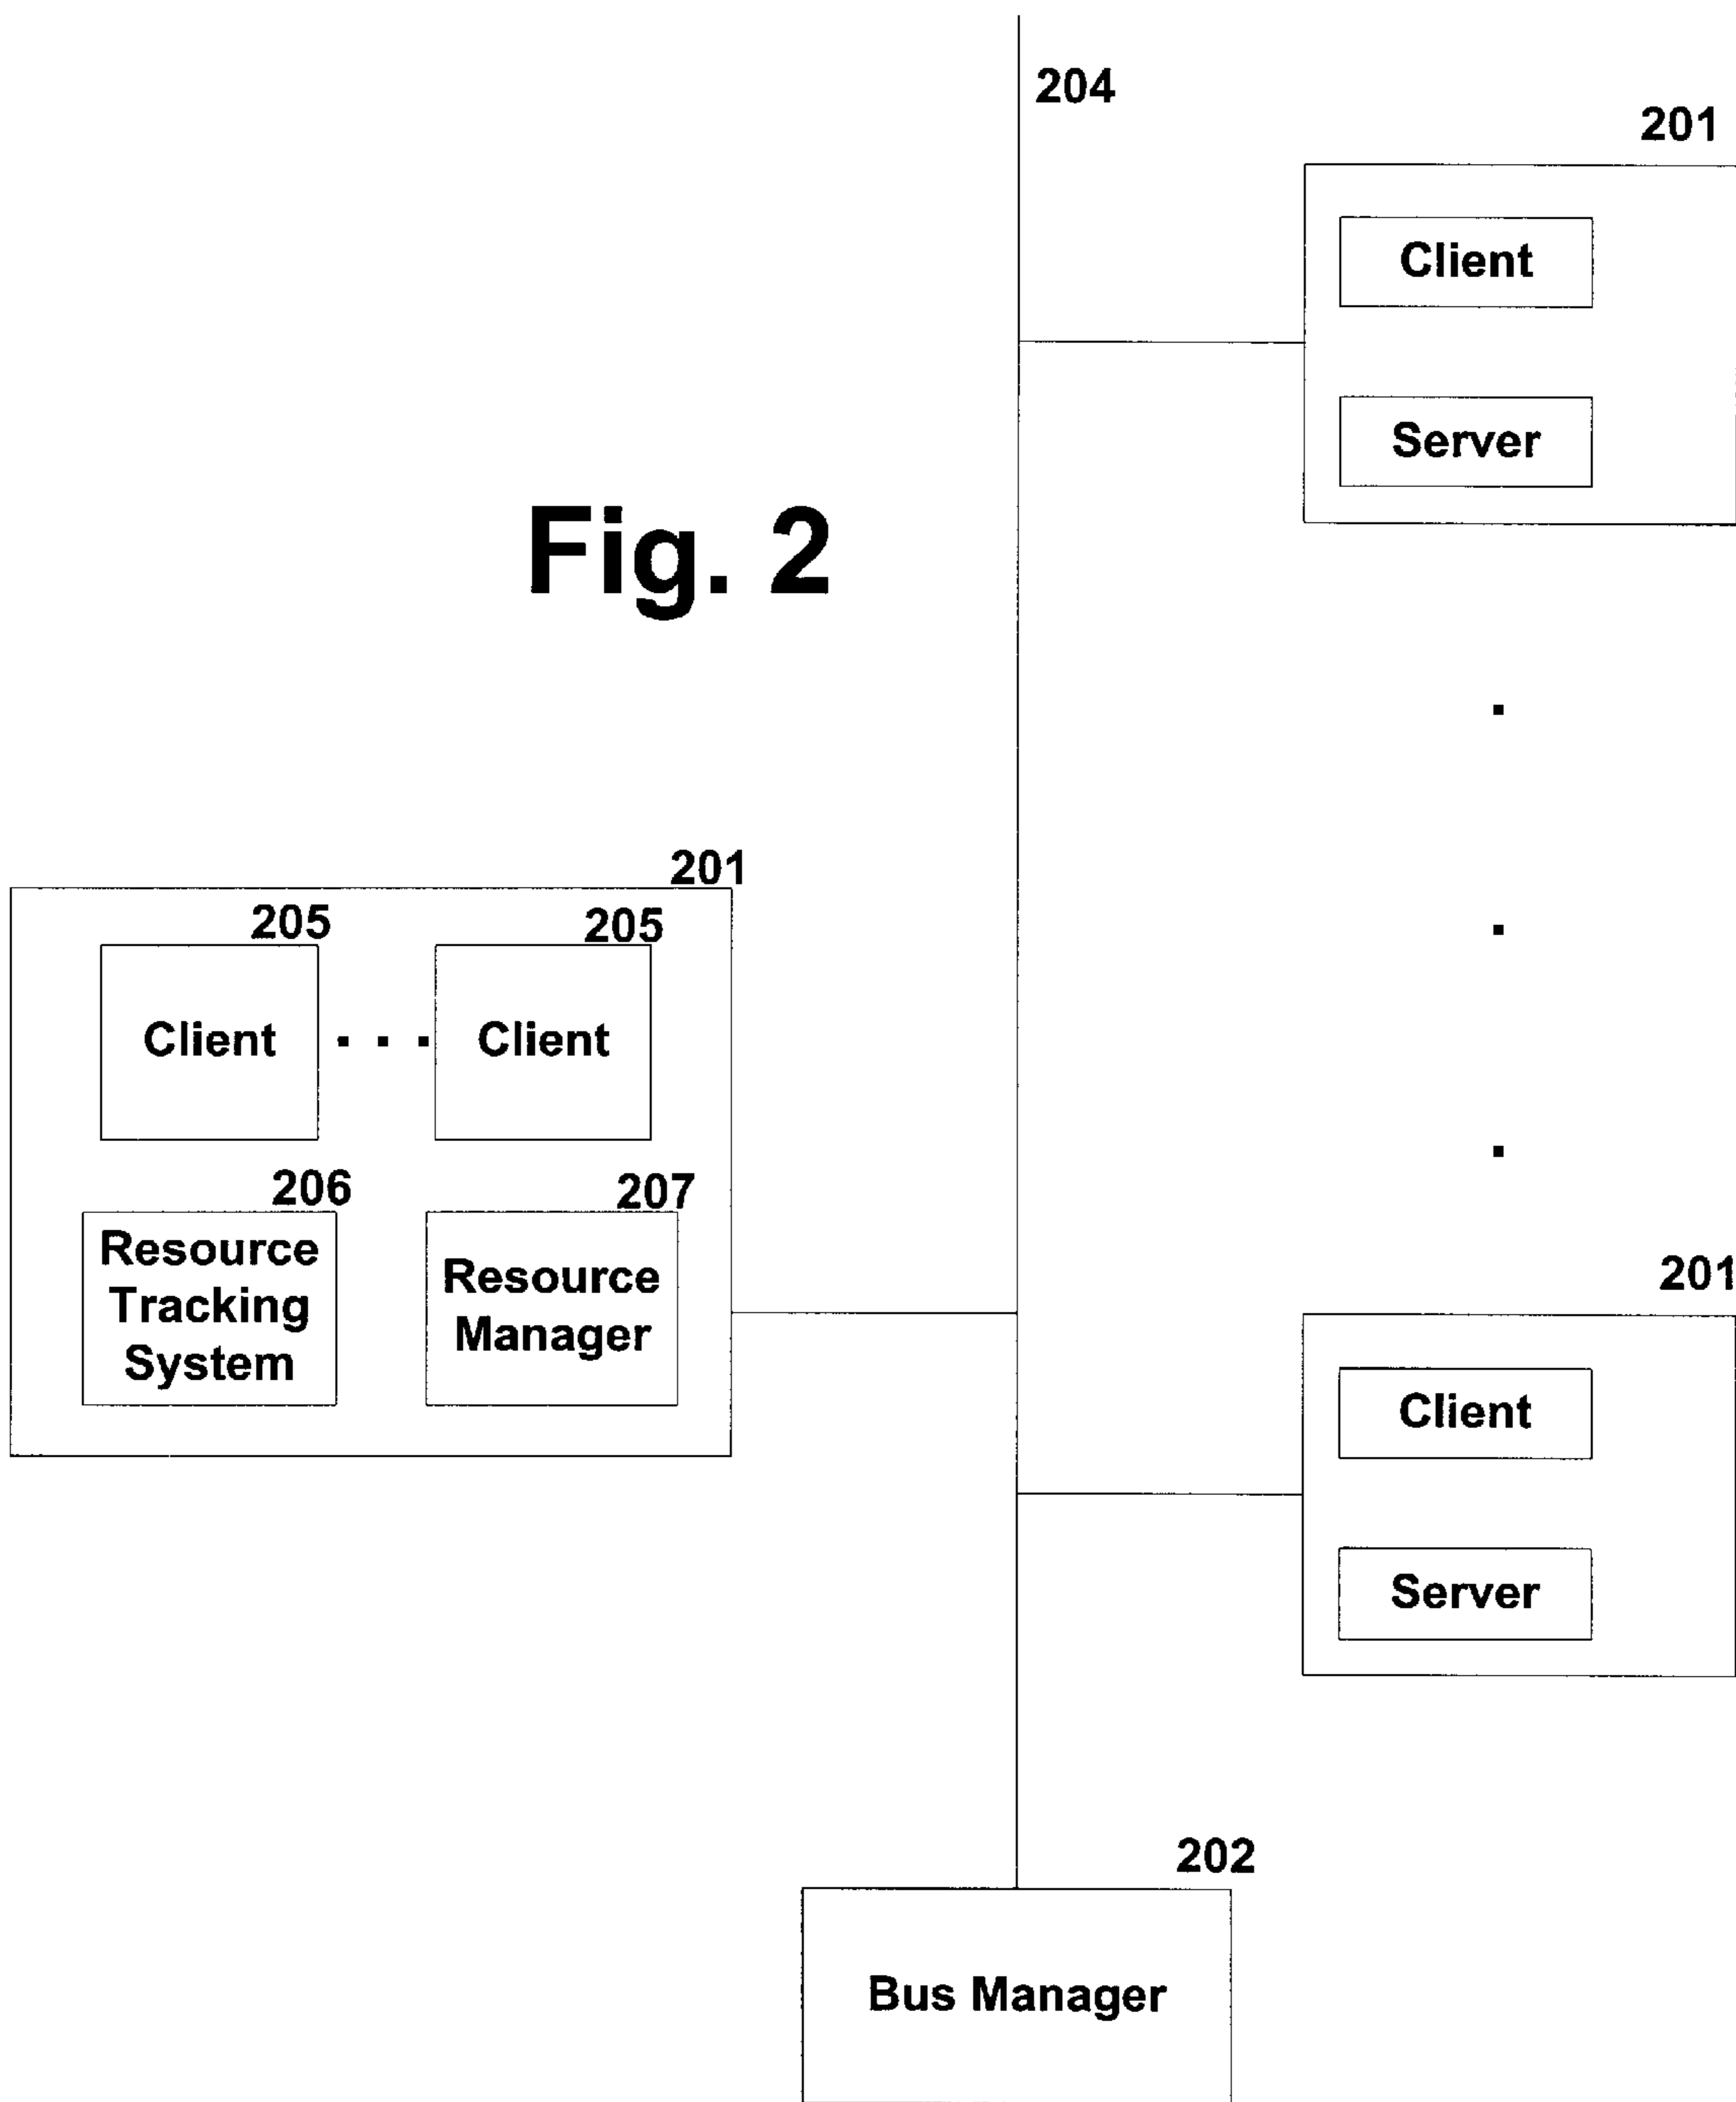 204
201
Client
Server
Fig. 2
201
205
205
Client . . . Client
206
207
Resource
Tracking
System
Resource
Manager
201
Client
Server
202
Bus Manager